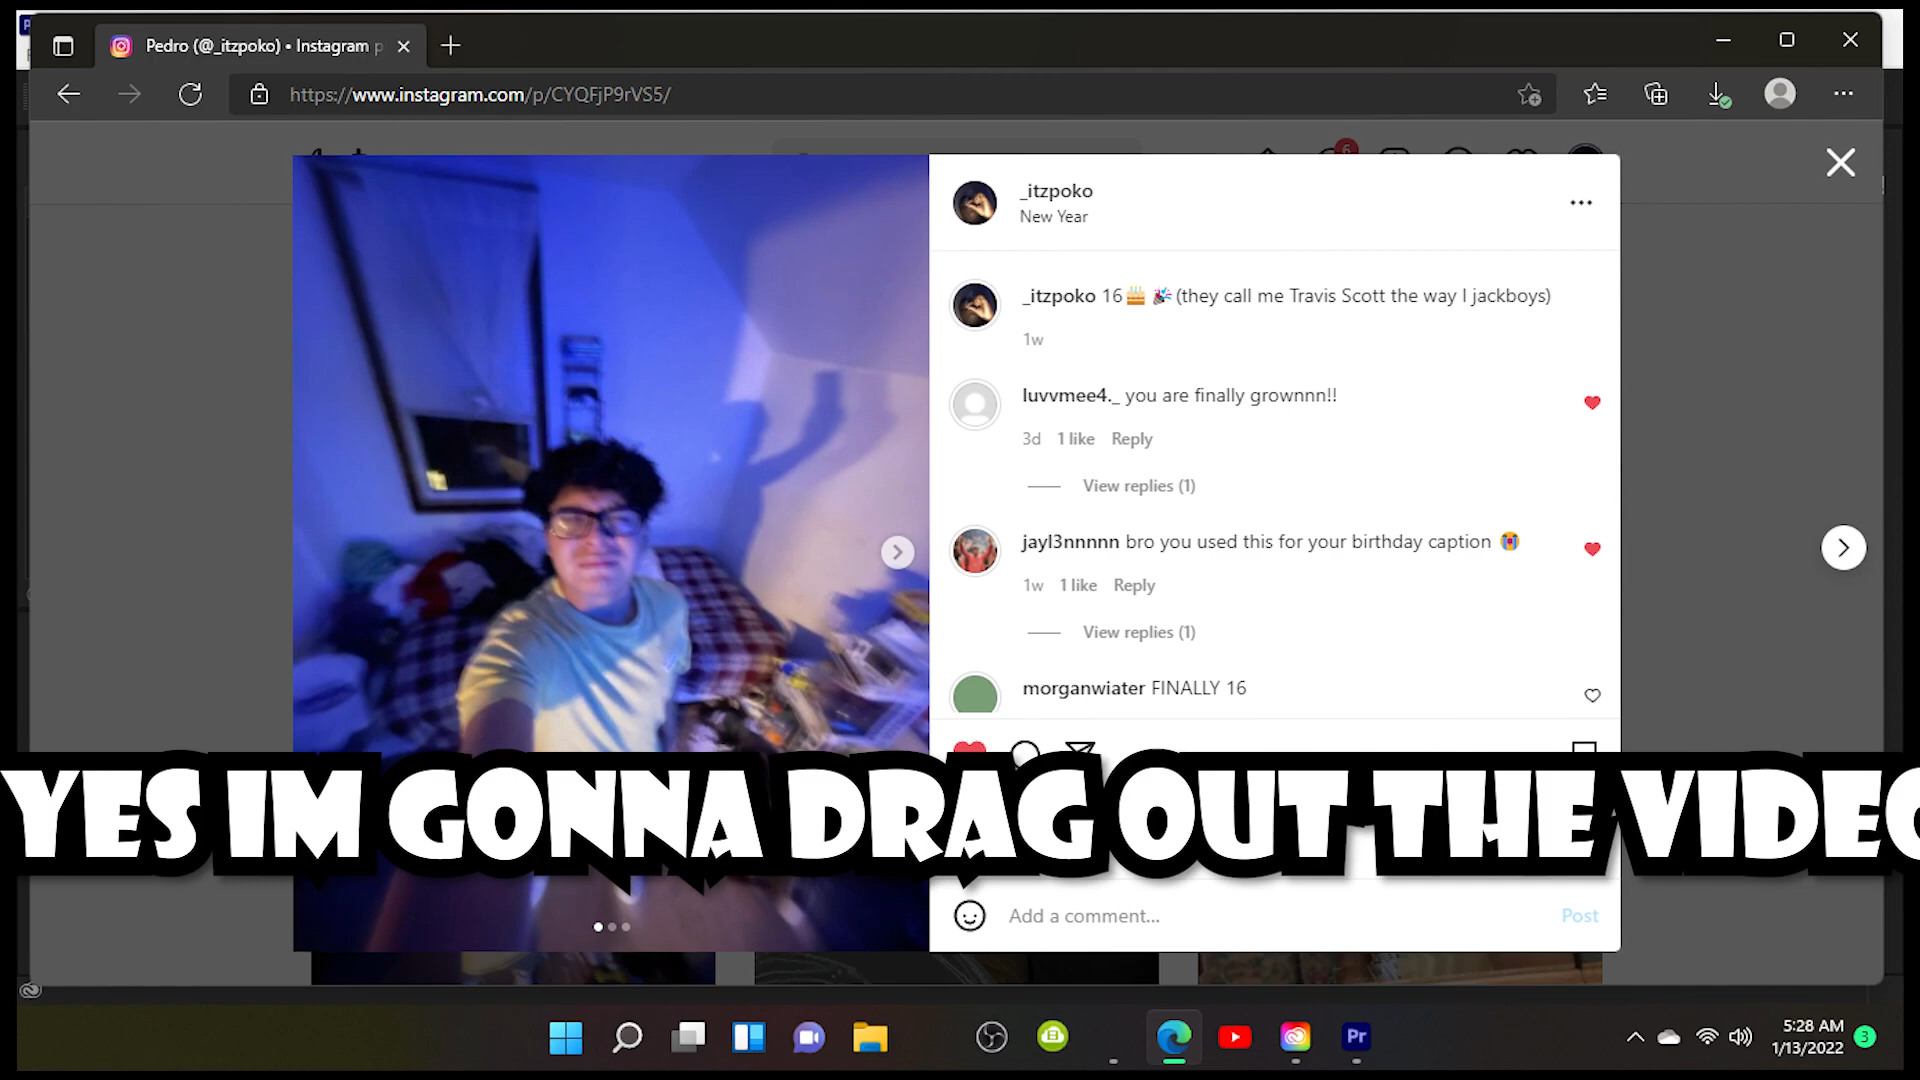 Pedro (@_itzpoko) • Instagram p
https://www.instagram.com/p/CYQFjP9rVS5/
6
_itzpoko
New Year
_itzpoko 16🎂🎉(they call me Travis Scott the way I jackboys)
1w
luvvmee4._ you are finally grownnn!!
3d 1 like Reply
View replies (1)
jayl3nnnnn bro you used this for your birthday caption 😭
1w 1 like Reply
View replies (1)
morganwiater FINALLY 16
YES IM GONNA DRAG OUT THE VIDEO
Add a comment...
Post
Pr
5:28 AM
1/13/2022
3